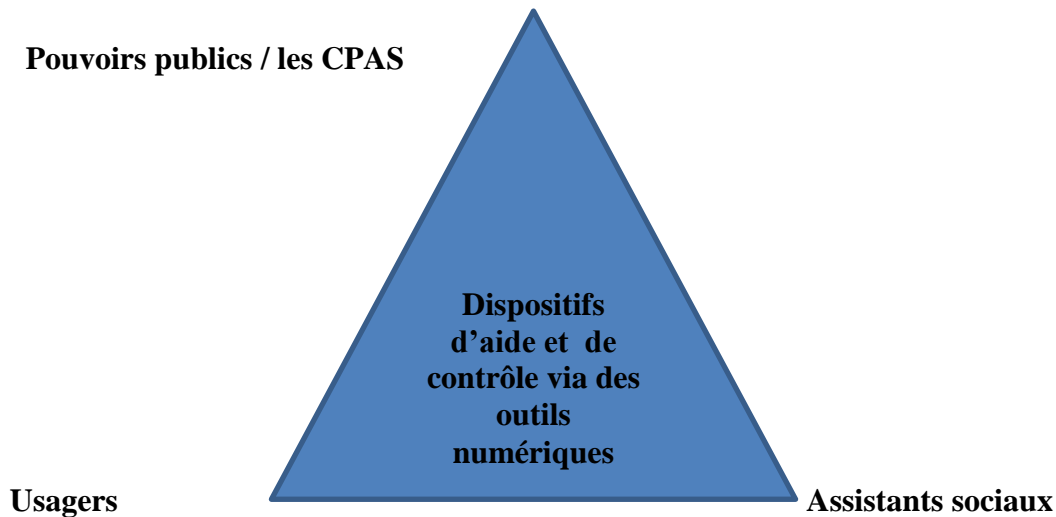 Pouvoirs publics / les CPAS
Dispositifs
d’aide et  de
contrôle via des
outils
numériques
Usagers
Assistants sociaux